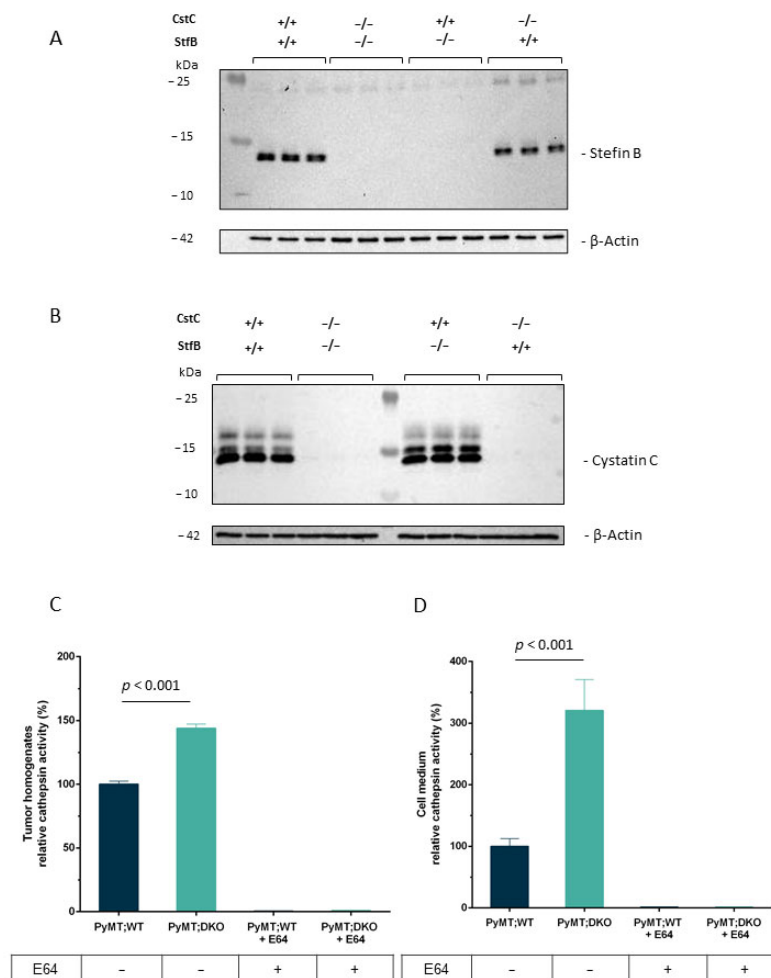 A
CstC +/+ −/− +/+ −/−
StfB +/+ −/− −/− +/+
kDa
– 25
– 15
- Stefin B
– 10
– 42
- β-Actin
B
CstC +/+ −/− +/+ −/−
StfB +/+ −/− −/− +/+
kDa
– 25
– 15
- Cystatin C
– 10
– 42
- β-Actin
C
Tumor homogenates
relative cathepsin activity (%)
200
150
100
50
0
p < 0.001
PyMT;WT PyMT;DKO PyMT;WT + E64 PyMT;DKO + E64
E64 − − + +
D
Cell medium
relative cathepsin activity (%)
400
300
200
100
0
p < 0.001
PyMT;WT PyMT;DKO PyMT;WT + E64 PyMT;DKO + E64
E64 − − + +